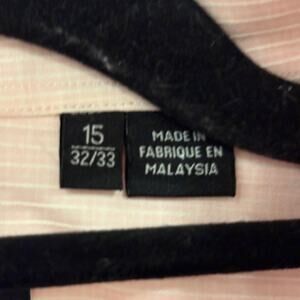 15
32/33
MADE IN
FABRIQUE EN
MALAYSIA